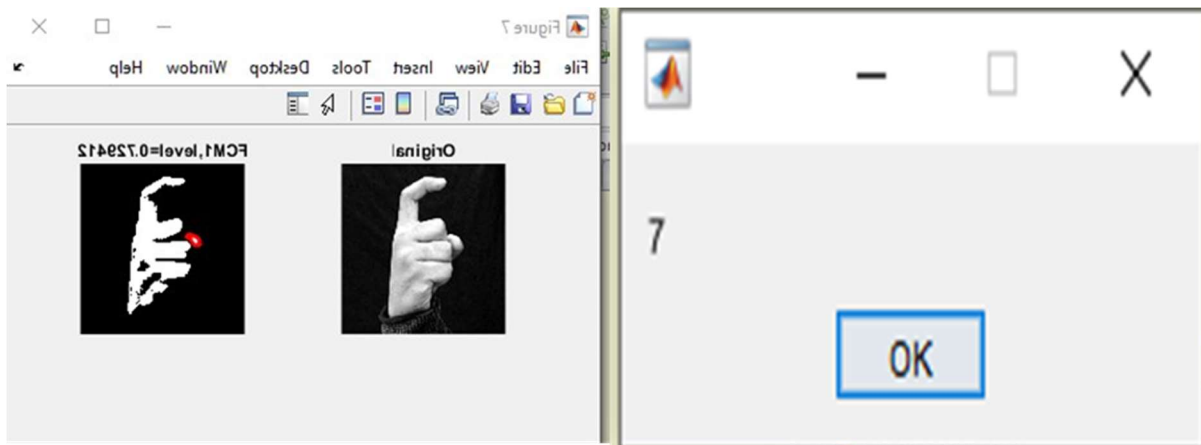 Figure 7
File Edit View Insert Tools Desktop Window Help
Original FCM1,level=0.729412
7
OK